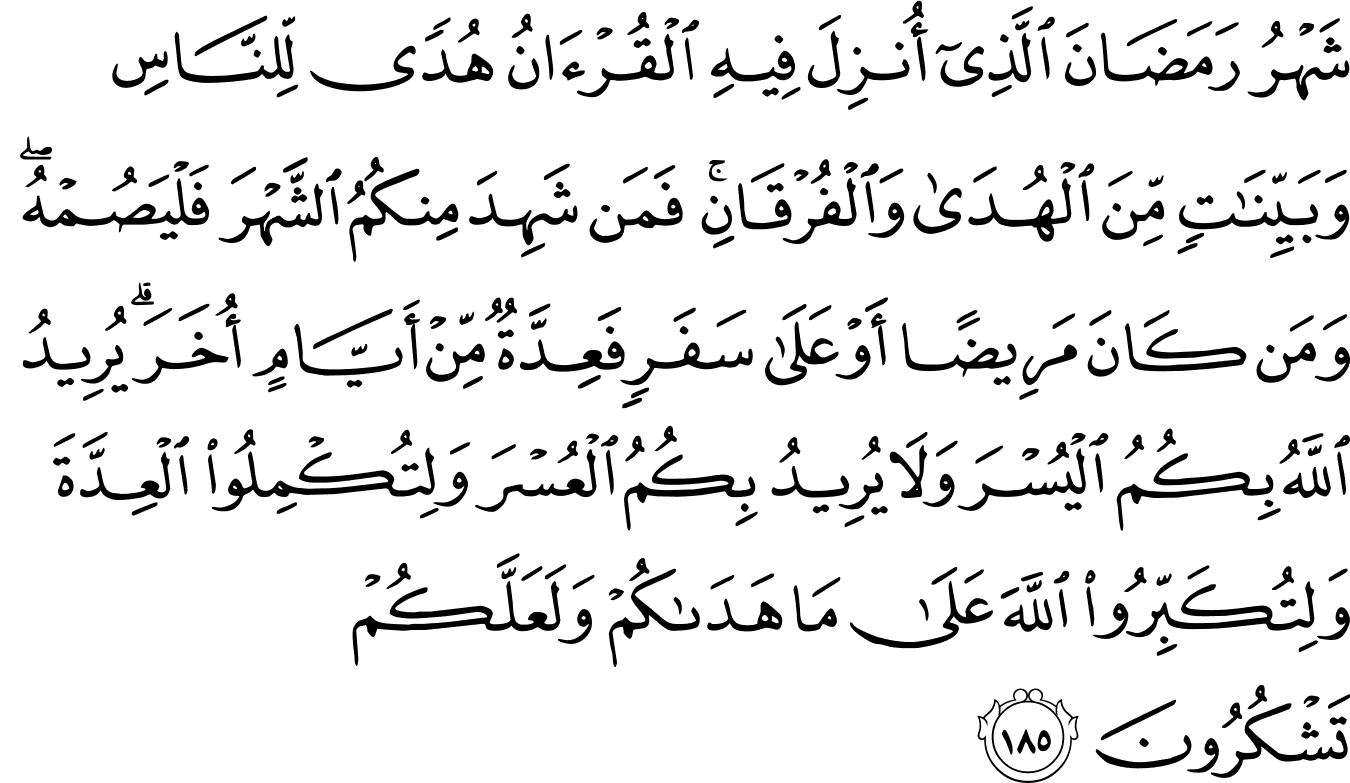 شَهۡرُ رَمَضَانَ ٱلَّذِىٓ أُنزِلَ فِيهِ ٱلۡقُرۡءَانُ هُدًى لِّلنَّاسِ
وَبَيِّنَـٰتٍ مِّنَ ٱلۡهُدَىٰ وَٱلۡفُرۡقَانِۚ فَمَن شَهِدَ مِنكُمُ ٱلشَّهۡرَ فَلۡيَصُمۡهُۖ
وَمَن كَانَ مَرِيضًا أَوۡ عَلَىٰ سَفَرٍ فَعِدَّةٌ مِّنۡ أَيَّامٍ أُخَرَۗ يُرِيدُ
ٱللَّهُ بِكُمُ ٱلۡيُسۡرَ وَلَا يُرِيدُ بِكُمُ ٱلۡعُسۡرَ وَلِتُكۡمِلُوا۟ ٱلۡعِدَّةَ
وَلِتُكَبِّرُوا۟ ٱللَّهَ عَلَىٰ مَا هَدَىٰكُمۡ وَلَعَلَّكُمۡ
تَشۡكُرُونَ ١٨٥